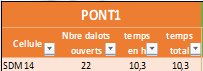 PONT1
Cellule Nbre dalots ouverts temps en h temps total
SDM 14 22 10,3 10,3